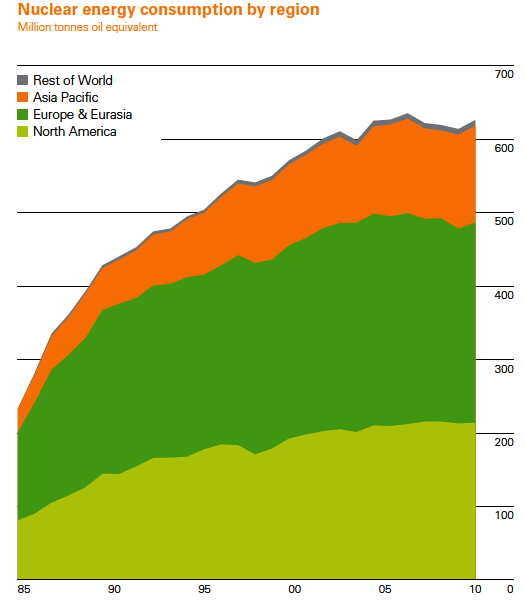 Nuclear energy consumption by region
Million tonnes oil equivalent
700
Rest of World
Asia Pacific
Europe & Eurasia
North America
600
500
400
300
200
100
85 90 95 00 05 10 0